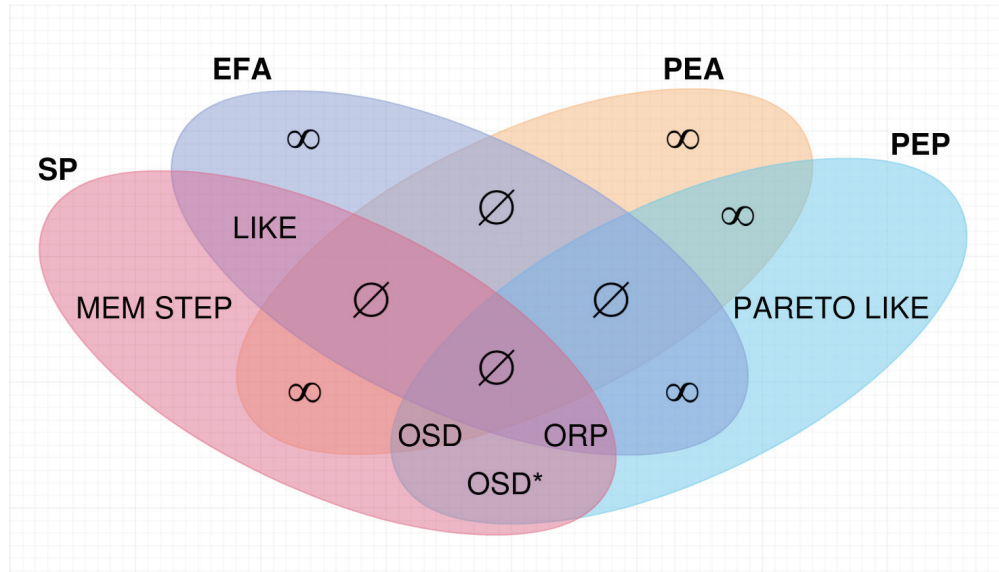 EFA
PEA
SP
PEP
∞
∞
∅
∞
LIKE
MEM STEP
∅
∅
PARETO LIKE
∅
∞
∞
OSD
ORP
OSD*